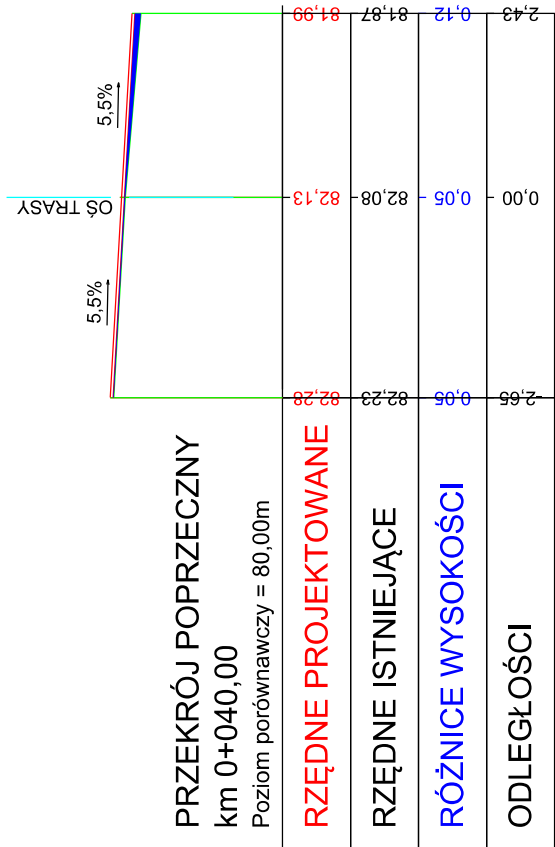 OŚ TRASY
5,5%
5,5%
PRZEKRÓJ POPRZECZNY
km 0+040,00
Poziom porównawczy = 80,00m
RZĘDNE PROJEKTOWANE 82,28 82,13 81,99
RZĘDNE ISTNIEJĄCE 82,23 82,08 81,87
RÓŻNICE WYSOKOŚCI 0,05 0,05 0,12
ODLEGŁOŚCI -2,65 0,00 2,43